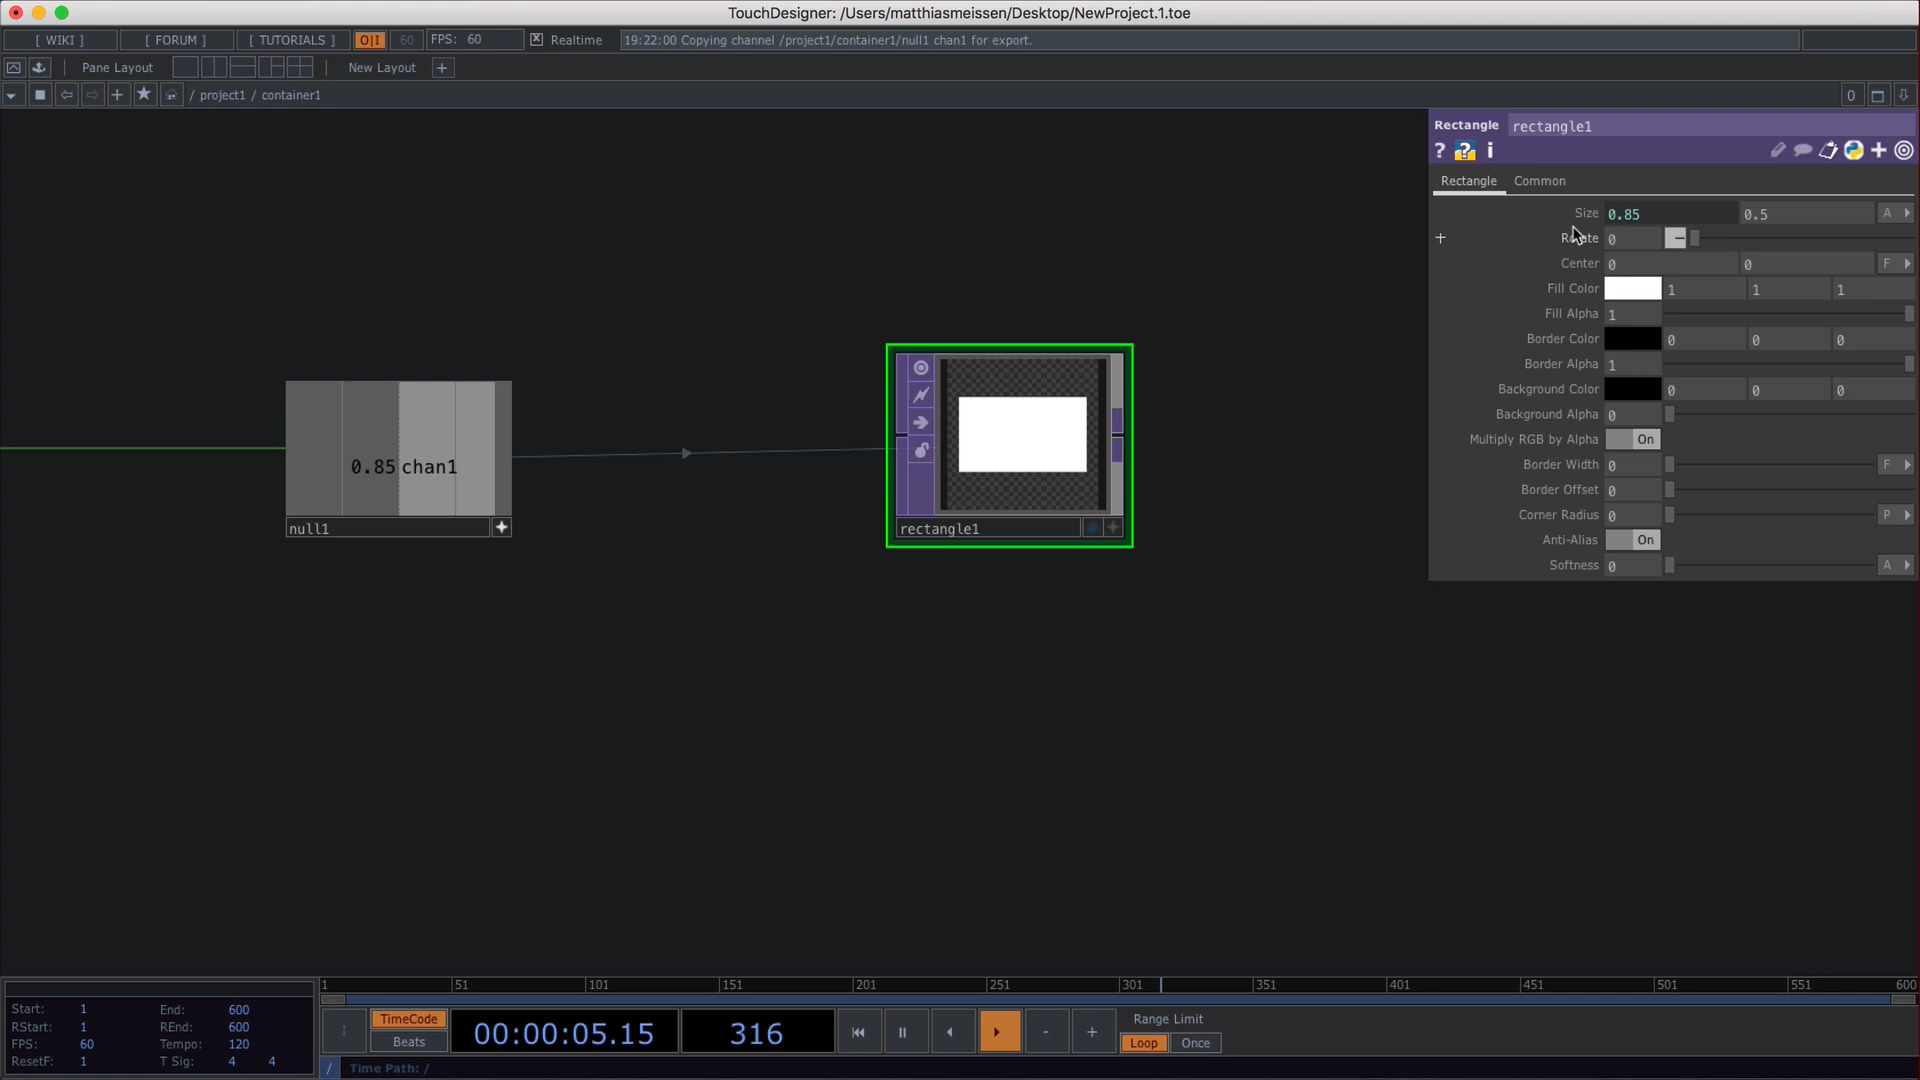 TouchDesigner: /Users/matthiasmeissen/Desktop/NewProject.1.toe
[ WIKI ] [ FORUM ] [ TUTORIALS ] O|I 60 FPS: 60 Realtime 19:22:00 Copying channel /project1/container1/null1 chan1 for export.
Pane Layout New Layout +
/ project1 / container1 0
Rectangle rectangle1
? ? i
Rectangle Common
Size 0.85 0.5 A
Rotate 0
Center 0 0 F
Fill Color 1 1 1
Fill Alpha 1
Border Color 0 0 0
Border Alpha 1
Background Color 0 0 0
Background Alpha 0
Multiply RGB by Alpha On
Border Width 0 F
Border Offset 0
Corner Radius 0 P
Anti-Alias On
Softness 0 A
0.85 chan1
null1
rectangle1
1 51 101 151 201 251 301 351 401 451 501 551 600
Start: 1 End: 600
RStart: 1 REnd: 600
FPS: 60 Tempo: 120
ResetF: 1 T Sig: 4 4
I TimeCode 00:00:05.15 316 - + Range Limit
Beats Loop Once
/ Time Path: /